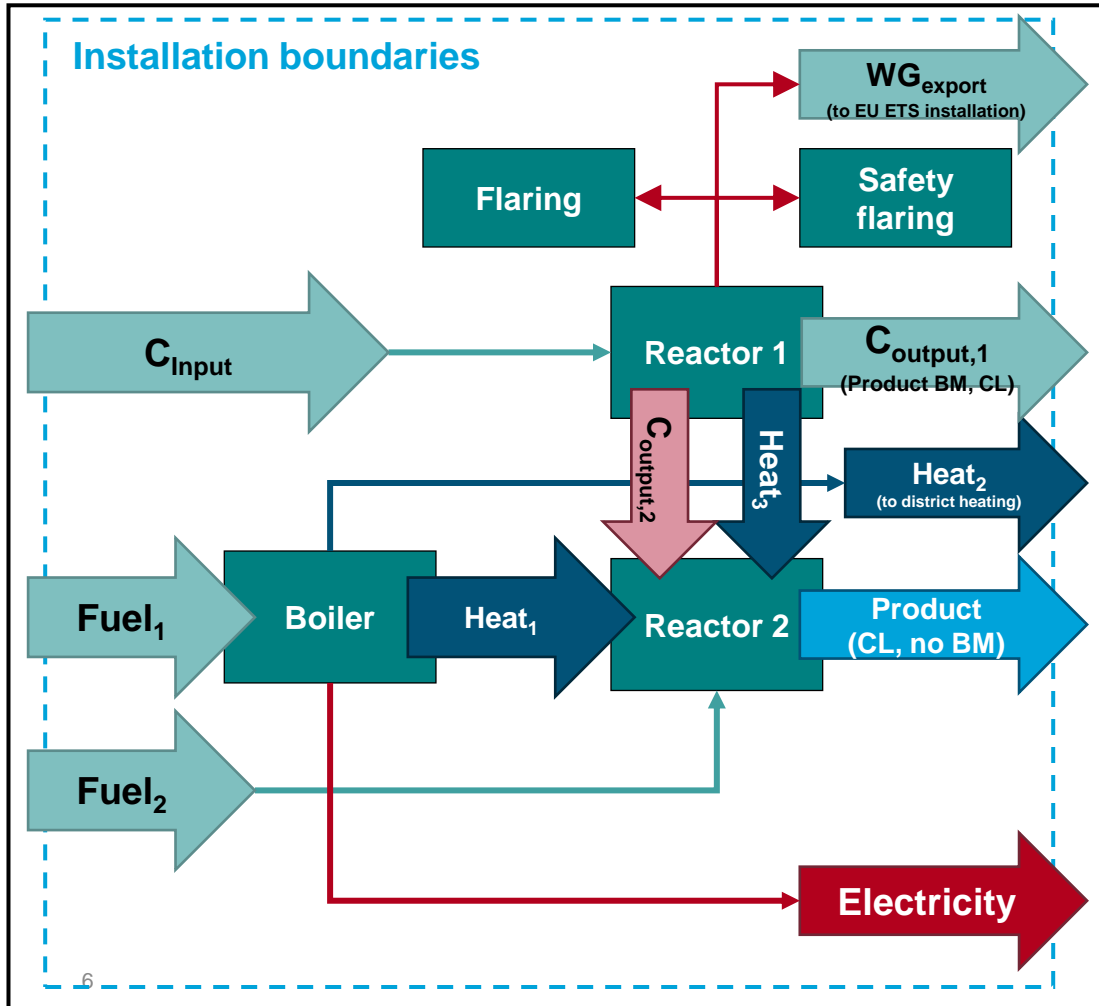 Installation boundaries
WGexport
(to EU ETS installation)
Flaring
Safety
flaring
CInput
Reactor 1
Coutput,1
(Product BM, CL)
Coutput,2
Heat3
Heat2
(to district heating)
Fuel1
Boiler
Heat1
Reactor 2
Product
(CL, no BM)
Fuel2
Electricity
6